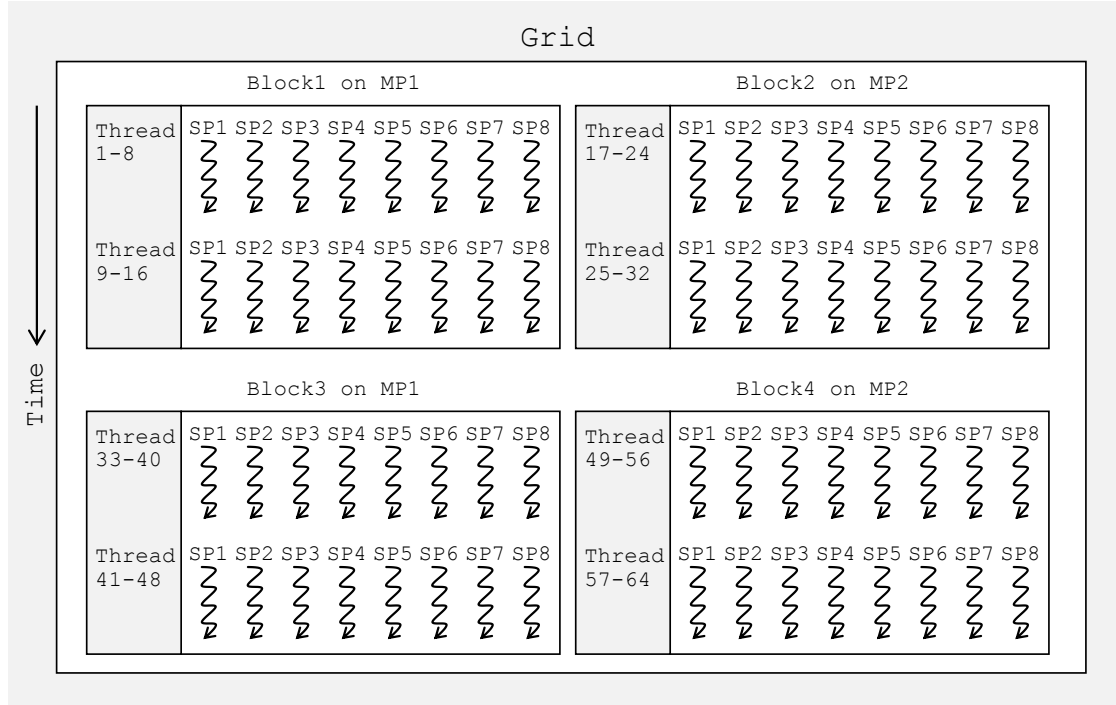 Grid
Block1 on MP1
Thread
1-8
SP1 SP2 SP3 SP4 SP5 SP6 SP7 SP8
Thread
9-16
SP1 SP2 SP3 SP4 SP5 SP6 SP7 SP8
Block2 on MP2
Thread
17-24
SP1 SP2 SP3 SP4 SP5 SP6 SP7 SP8
Thread
25-32
SP1 SP2 SP3 SP4 SP5 SP6 SP7 SP8
Time
Block3 on MP1
Thread
33-40
SP1 SP2 SP3 SP4 SP5 SP6 SP7 SP8
Thread
41-48
SP1 SP2 SP3 SP4 SP5 SP6 SP7 SP8
Block4 on MP2
Thread
49-56
SP1 SP2 SP3 SP4 SP5 SP6 SP7 SP8
Thread
57-64
SP1 SP2 SP3 SP4 SP5 SP6 SP7 SP8